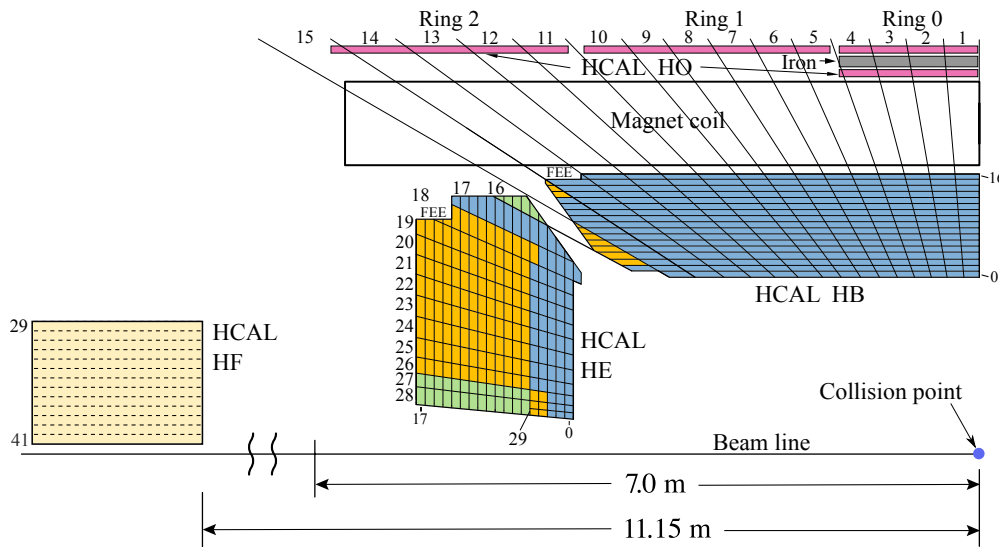 Ring 2
Ring 1
Ring 0
15
14
13
12
11
10
9
8
7
6
5
4
3
2
1
HCAL HO
Iron
Magnet coil
FEE
16
0
HCAL HB
18
17
16
FEE
19
20
21
22
23
24
25
26
27
28
17
29
0
HCAL
HE
29
41
HCAL
HF
Collision point
Beam line
7.0 m
11.15 m